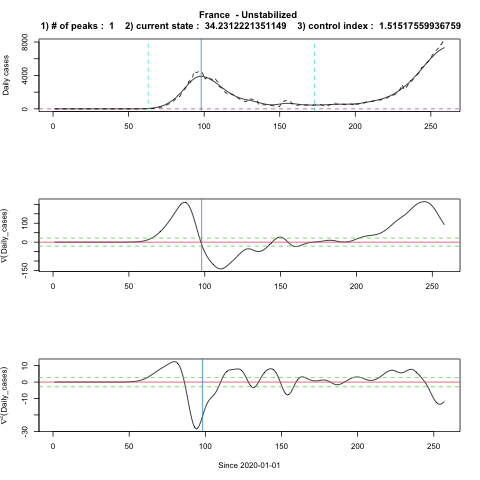 France - Unstabilized
1) # of peaks : 1 2) current state : 34.2312221351149 3) control index : 1.51517559936759
Daily cases
0 4000 8000
0 50 100 150 200 250
∇(Daily_cases)
-150 0 100
0 50 100 150 200 250
∇²(Daily_cases)
-30 -10 0 10
0 50 100 150 200 250
Since 2020-01-01